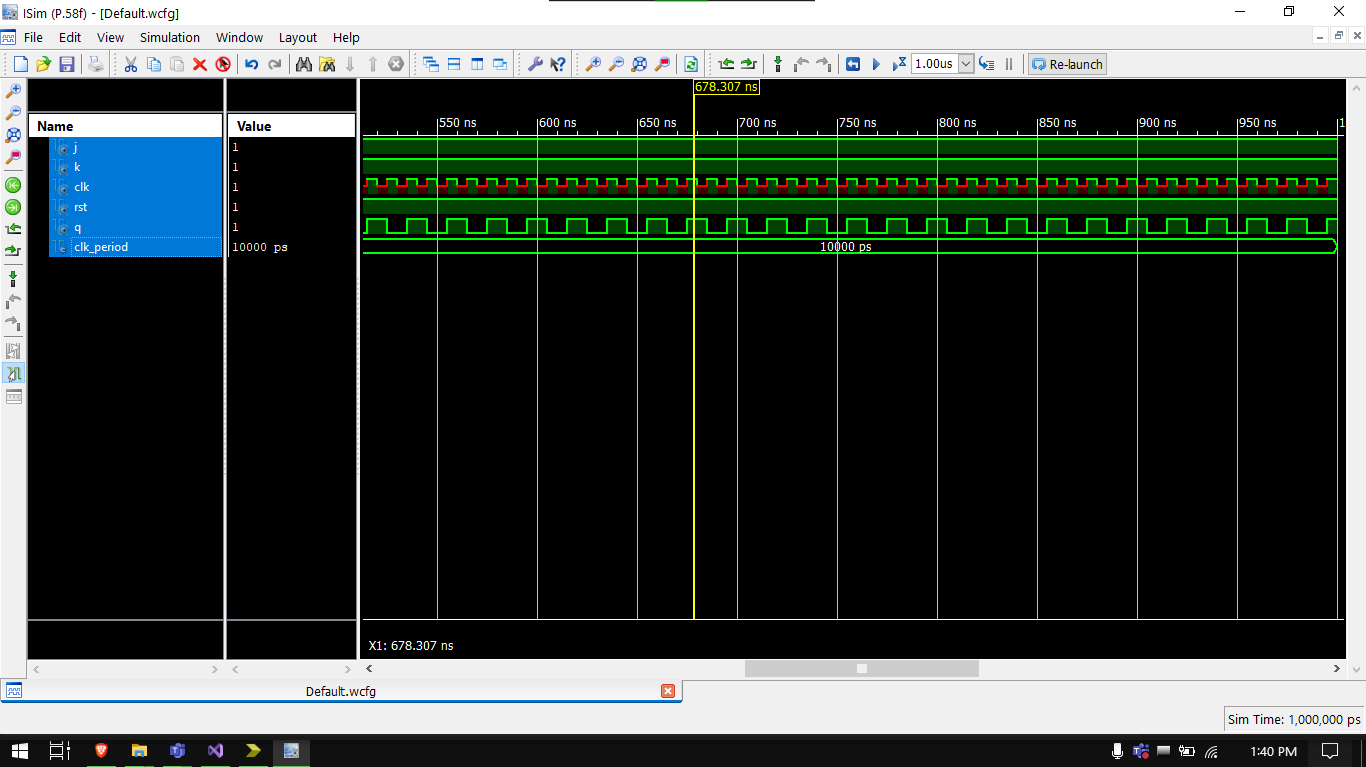 ISim (P.58f) - [Default.wcfg]
File Edit View Simulation Window Layout Help
1.00us Re-launch
678.307 ns
Name Value
550 ns 600 ns 650 ns 700 ns 750 ns 800 ns 850 ns 900 ns 950 ns 1
j 1
k 1
clk 1
rst 1
q 1
clk_period 10000 ps 10000 ps
X1: 678.307 ns
Default.wcfg
Sim Time: 1,000,000 ps
1:40 PM